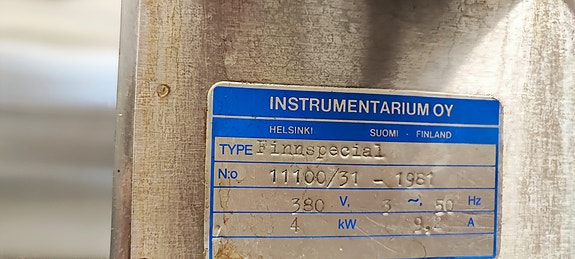 INSTRUMENTARIUM OY
HELSINKI SUOMI - FINLAND
TYPE Finnspecial
N:o 11100/31 - 1981
380 V, 3 ~, 50 Hz
4 kW A